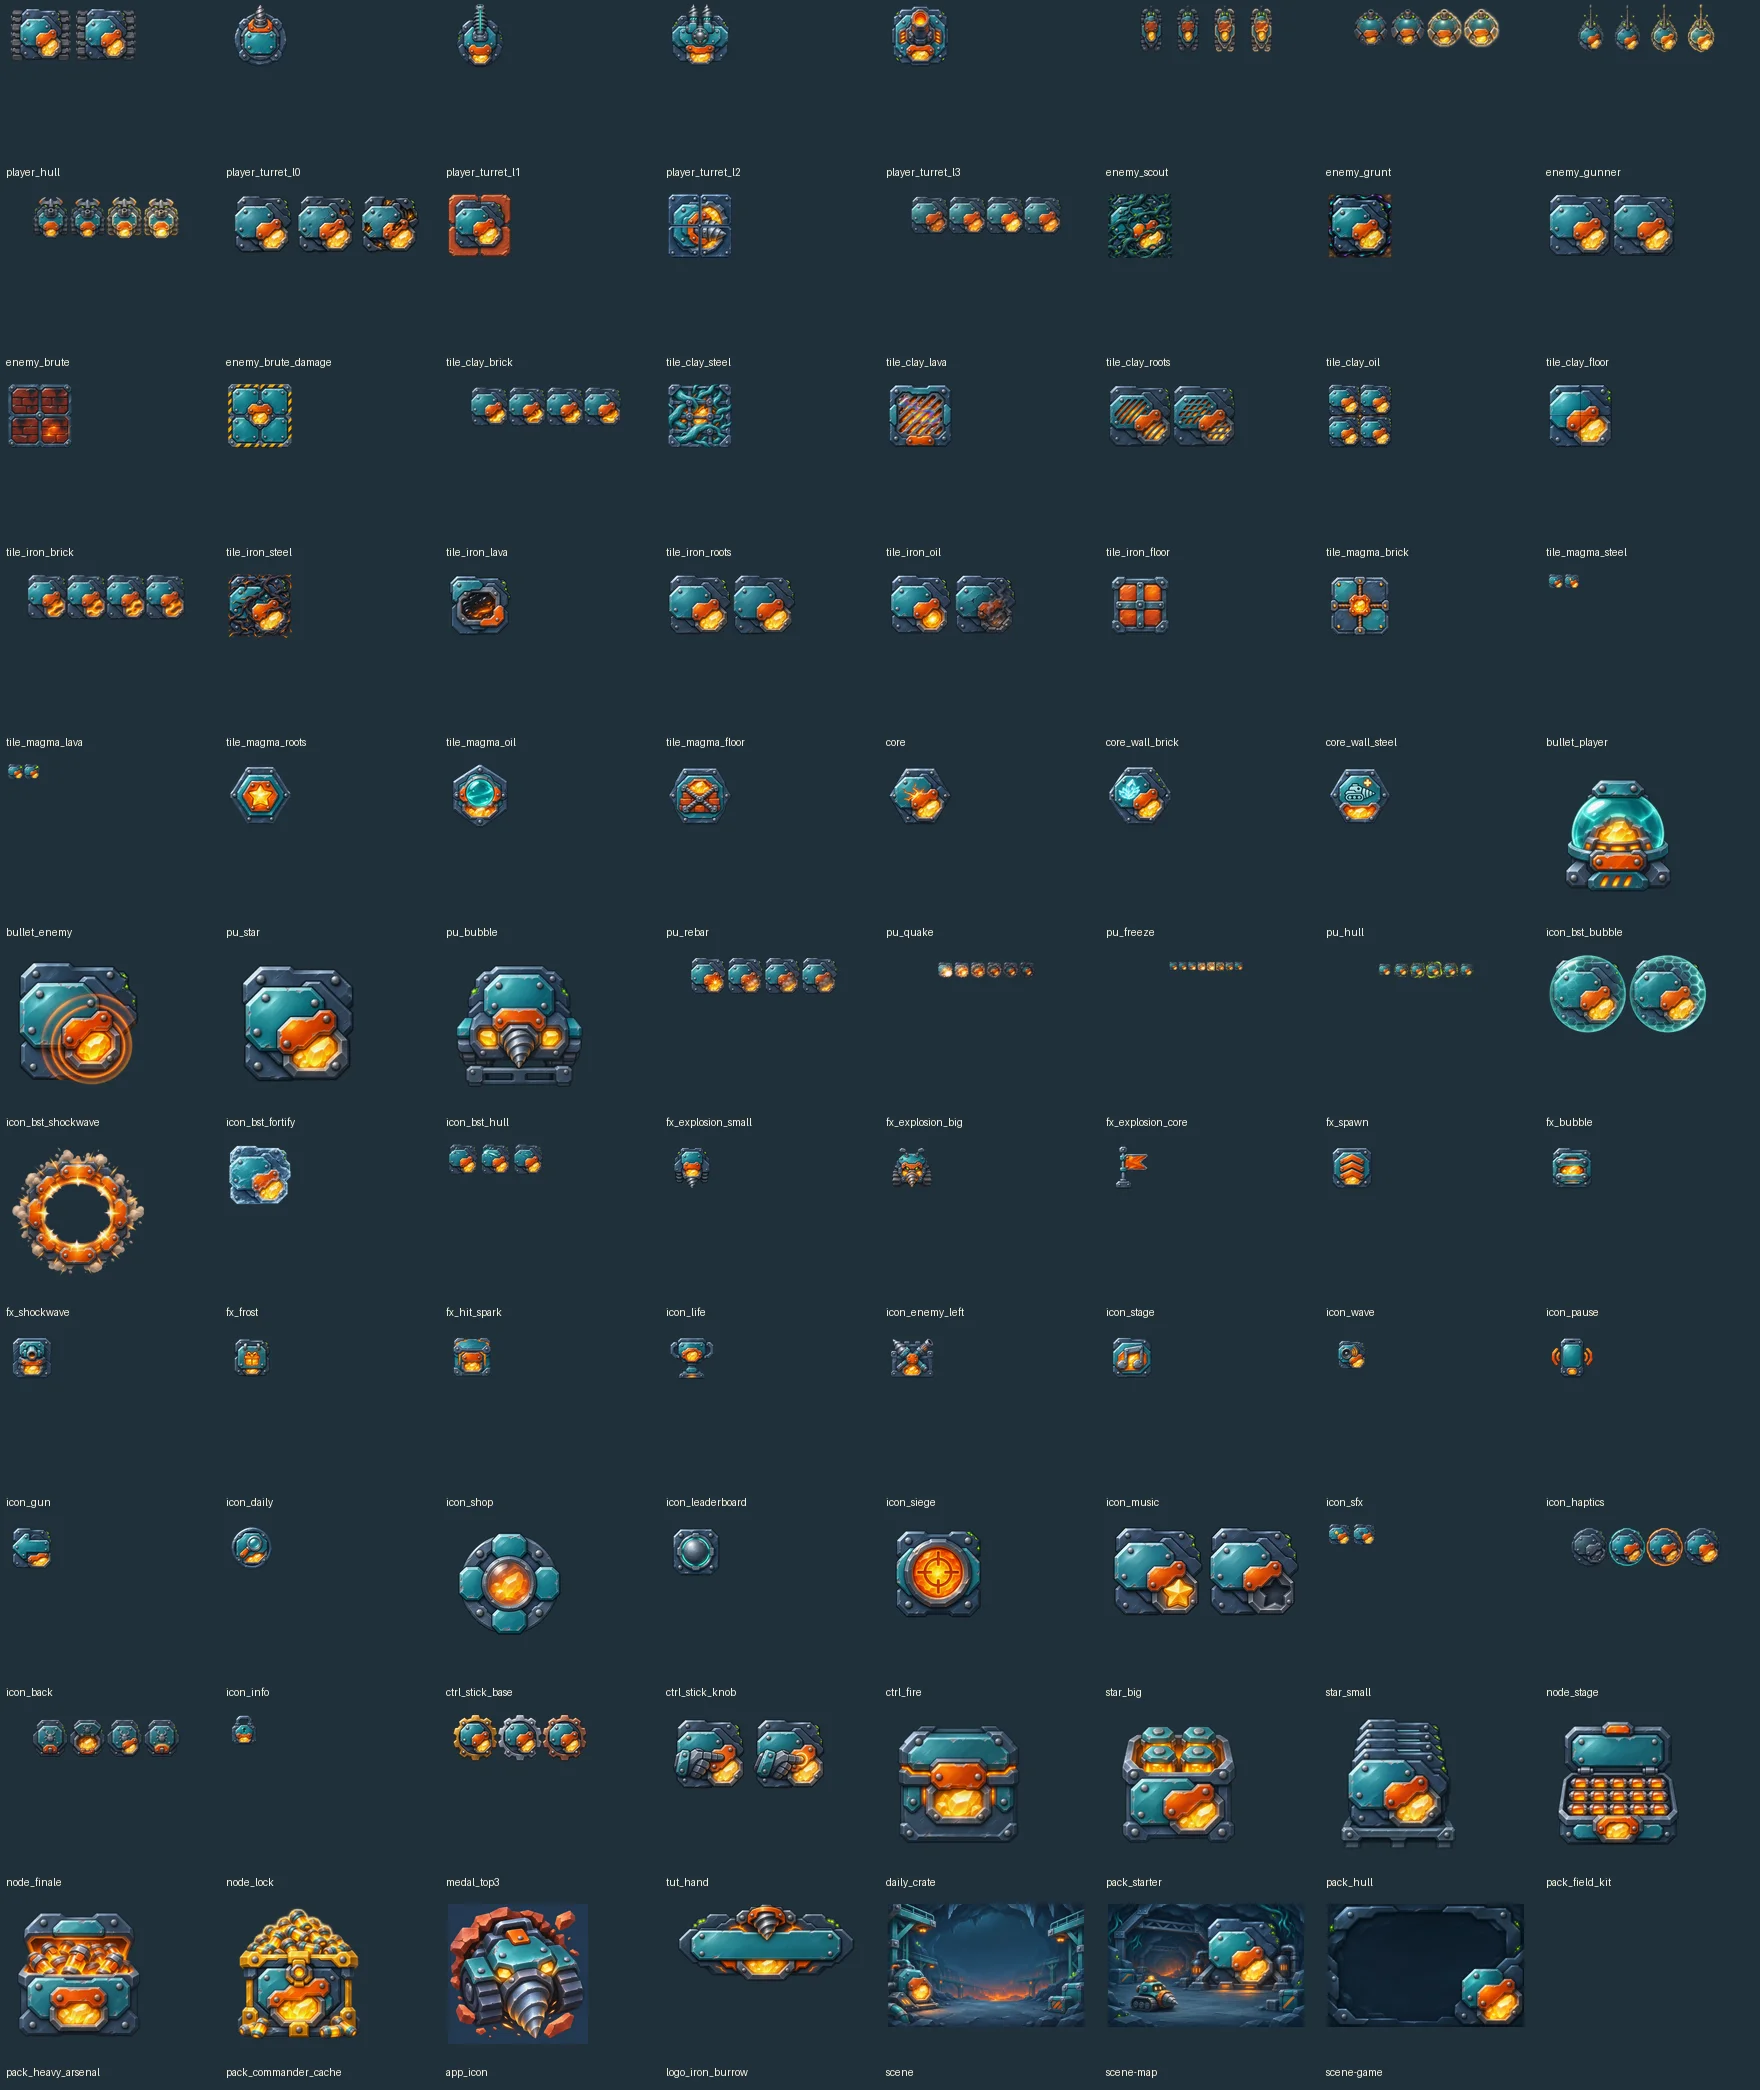 player_hull player_turret_l0 player_turret_l1 player_turret_l2 player_turret_l3 enemy_scout enemy_grunt enemy_gunner
enemy_brute enemy_brute_damage tile_clay_brick tile_clay_steel tile_clay_lava tile_clay_roots tile_clay_oil tile_clay_floor
tile_iron_brick tile_iron_steel tile_iron_lava tile_iron_roots tile_iron_oil tile_iron_floor tile_magma_brick tile_magma_steel
tile_magma_lava tile_magma_roots tile_magma_oil tile_magma_floor core core_wall_brick core_wall_steel bullet_player
bullet_enemy pu_star pu_bubble pu_rebar pu_quake pu_freeze pu_hull icon_bst_bubble
icon_bst_shockwave icon_bst_fortify icon_bst_hull fx_explosion_small fx_explosion_big fx_explosion_core fx_spawn fx_bubble
fx_shockwave fx_frost fx_hit_spark icon_life icon_enemy_left icon_stage icon_wave icon_pause
icon_gun icon_daily icon_shop icon_leaderboard icon_siege icon_music icon_sfx icon_haptics
icon_back icon_info ctrl_stick_base ctrl_stick_knob ctrl_fire star_big star_small node_stage
node_finale node_lock medal_top3 tut_hand daily_crate pack_starter pack_hull pack_field_kit
pack_heavy_arsenal pack_commander_cache app_icon logo_iron_burrow scene scene-map scene-game